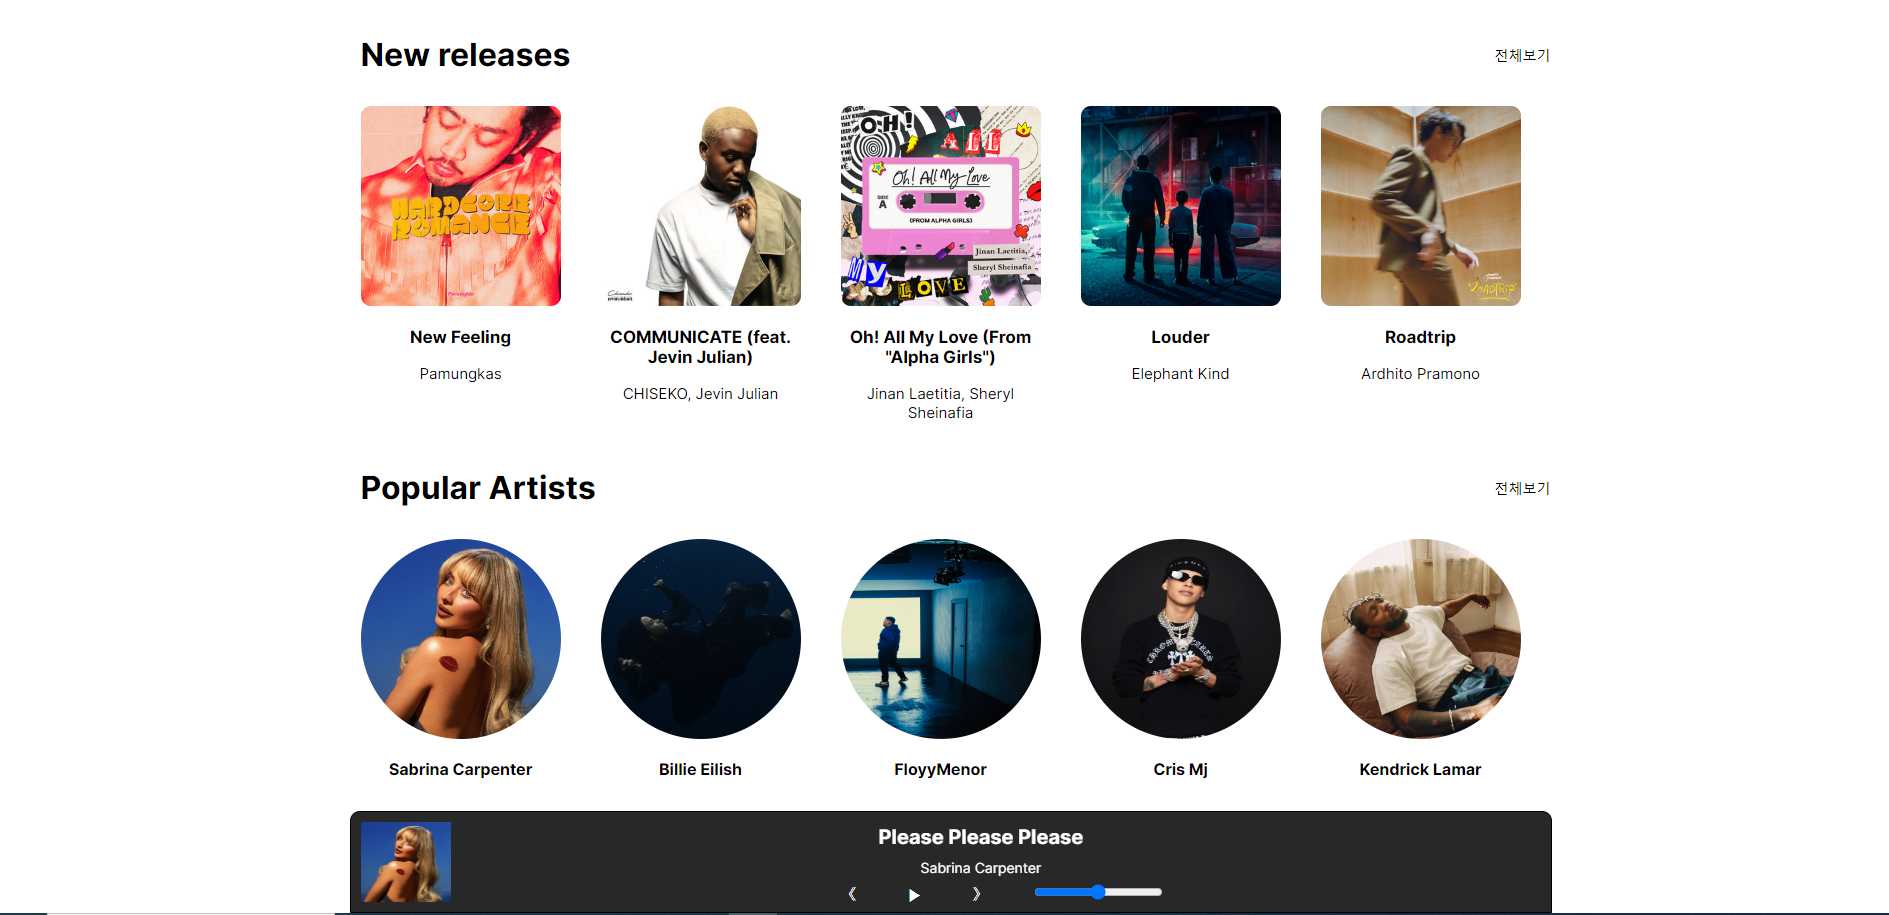 New releases
전체보기
HARDCORE
ROMANCE
Pamungkas
OH!
ALL
Oh! All My Love
SIDE
A
(FROM ALPHA GIRLS)
Jinan Laetitia,
Sheryl Sheinafia
My
LOVE
ROADTRIP
New Feeling
Pamungkas
COMMUNICATE (feat.
Jevin Julian)
CHISEKO, Jevin Julian
Oh! All My Love (From
"Alpha Girls")
Jinan Laetitia, Sheryl
Sheinafia
Louder
Elephant Kind
Roadtrip
Ardhito Pramono
Popular Artists
전체보기
Sabrina Carpenter
Billie Eilish
FloyyMenor
Cris Mj
Kendrick Lamar
Please Please Please
Sabrina Carpenter